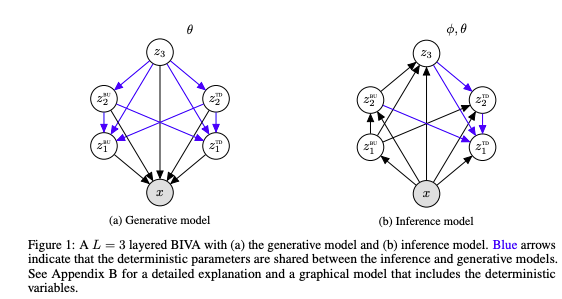 θ
z₃
z₂ᴮᵁ
z₂ᵀᴰ
z₁ᴮᵁ
z₁ᵀᴰ
x
(a) Generative model
ϕ, θ
z₃
z₂ᴮᵁ
z₂ᵀᴰ
z₁ᴮᵁ
z₁ᵀᴰ
x
(b) Inference model
Figure 1: A L = 3 layered BIVA with (a) the generative model and (b) inference model. Blue arrows
indicate that the deterministic parameters are shared between the inference and generative models.
See Appendix B for a detailed explanation and a graphical model that includes the deterministic
variables.